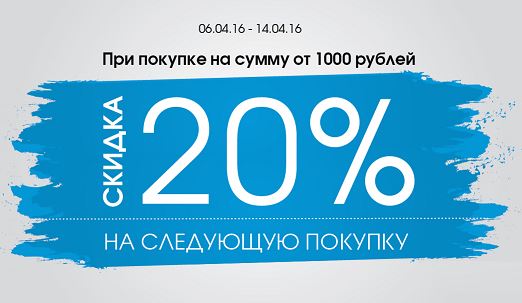 06.04.16 - 14.04.16
При покупке на сумму от 1000 рублей
СКИДКА
20%
НА СЛЕДУЮЩУЮ ПОКУПКУ